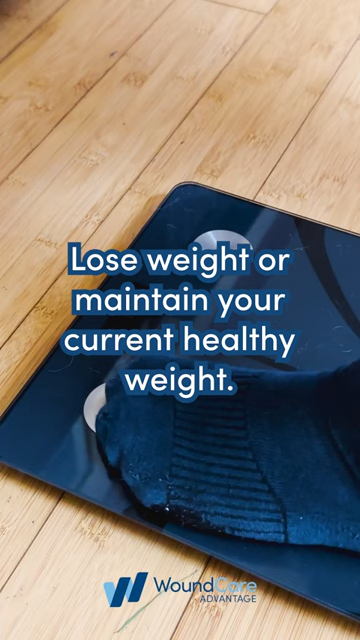 Lose weight or
maintain your
current healthy
weight.
WoundCare
ADVANTAGE